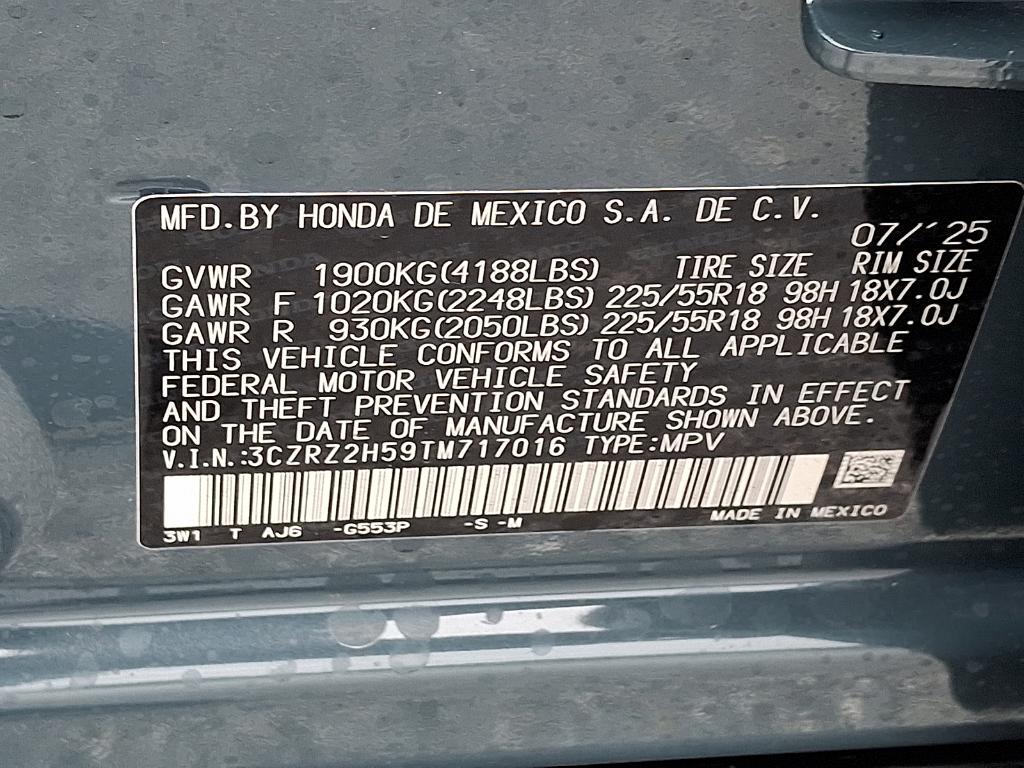 MFD.BY HONDA DE MEXICO S.A. DE C.V.
07/'25
GVWR 1900KG(4188LBS) TIRE SIZE RIM SIZE
GAWR F 1020KG(2248LBS) 225/55R18 98H 18X7.0J
GAWR R 930KG(2050LBS) 225/55R18 98H 18X7.0J
THIS VEHICLE CONFORMS TO ALL APPLICABLE
FEDERAL MOTOR VEHICLE SAFETY
AND THEFT PREVENTION STANDARDS IN EFFECT
ON THE DATE OF MANUFACTURE SHOWN ABOVE.
V.I.N.:3CZRZ2H59TM717016 TYPE:MPV
3W1 T AJ6 -G553P -S -M MADE IN MEXICO